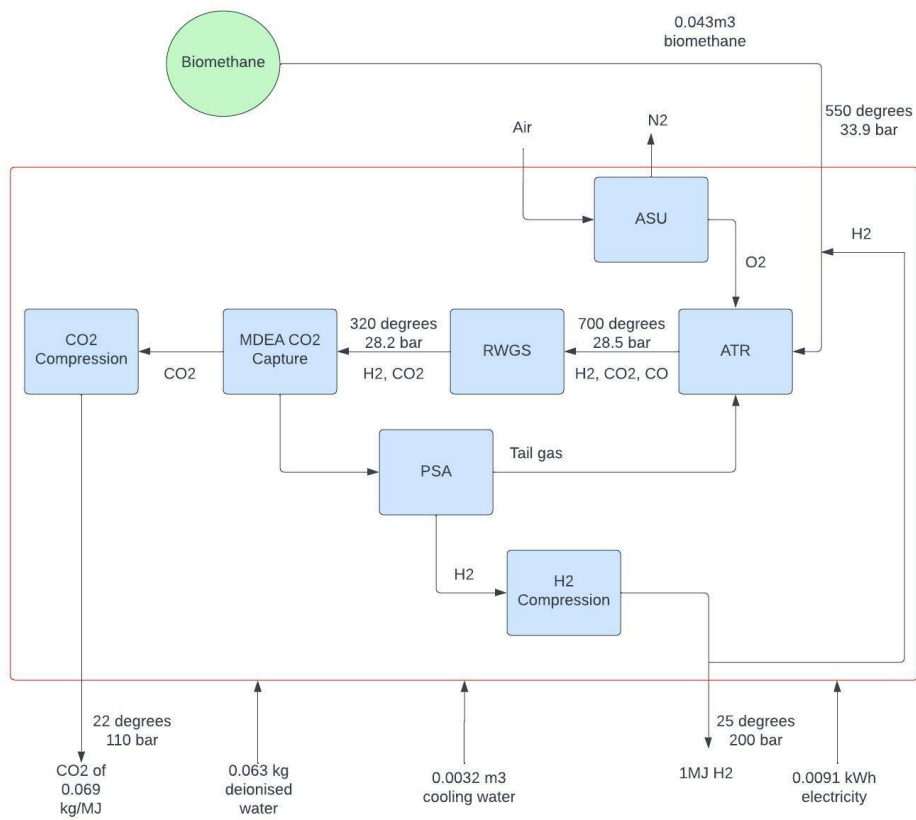 0.043m3
biomethane
Biomethane
550 degrees
33.9 bar
Air
N2
ASU
H2
O2
CO2
Compression
MDEA CO2
Capture
320 degrees
28.2 bar
RWGS
700 degrees
28.5 bar
ATR
CO2
H2, CO2
H2, CO2, CO
PSA
Tail gas
H2
H2
Compression
22 degrees
110 bar
25 degrees
200 bar
CO2 of
0.069
kg/MJ
0.063 kg
deionised
water
0.0032 m3
cooling water
1MJ H2
0.0091 kWh
electricity